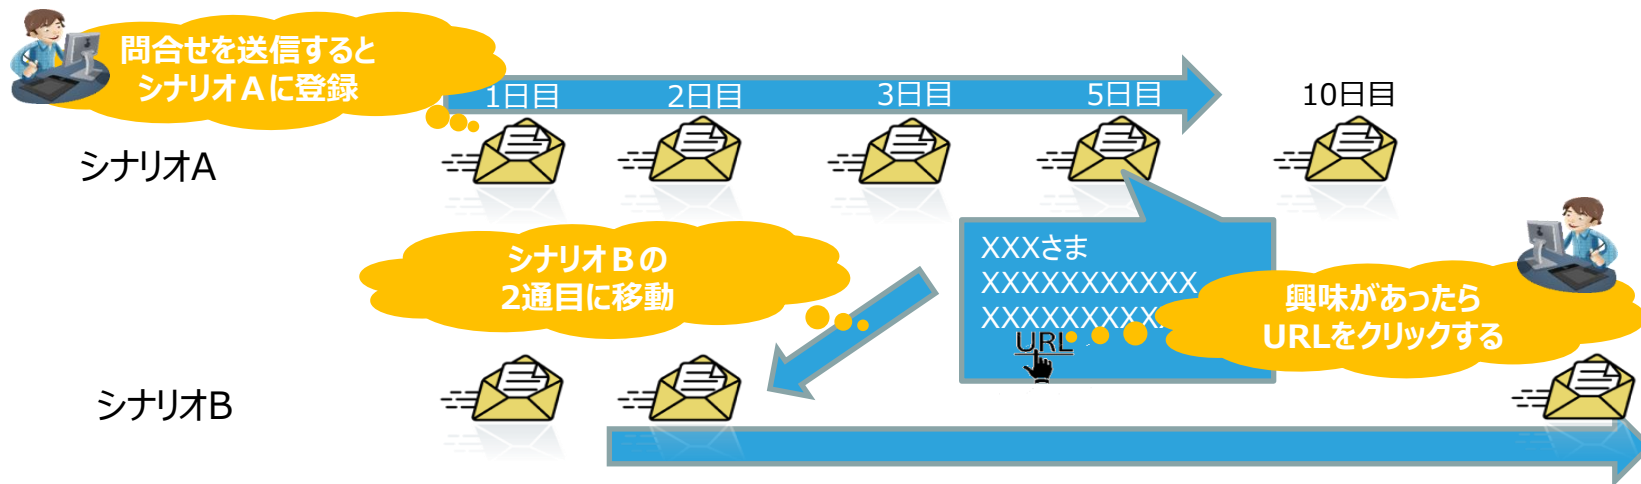 問合せを送信すると
シナリオAに登録
1日目 2日目 3日目 5日目 10日目
シナリオA
シナリオBの
2通目に移動
XXXさま
XXXXXXXXXXX
XXXXXXXXXX
URL
興味があったら
URLをクリックする
シナリオB